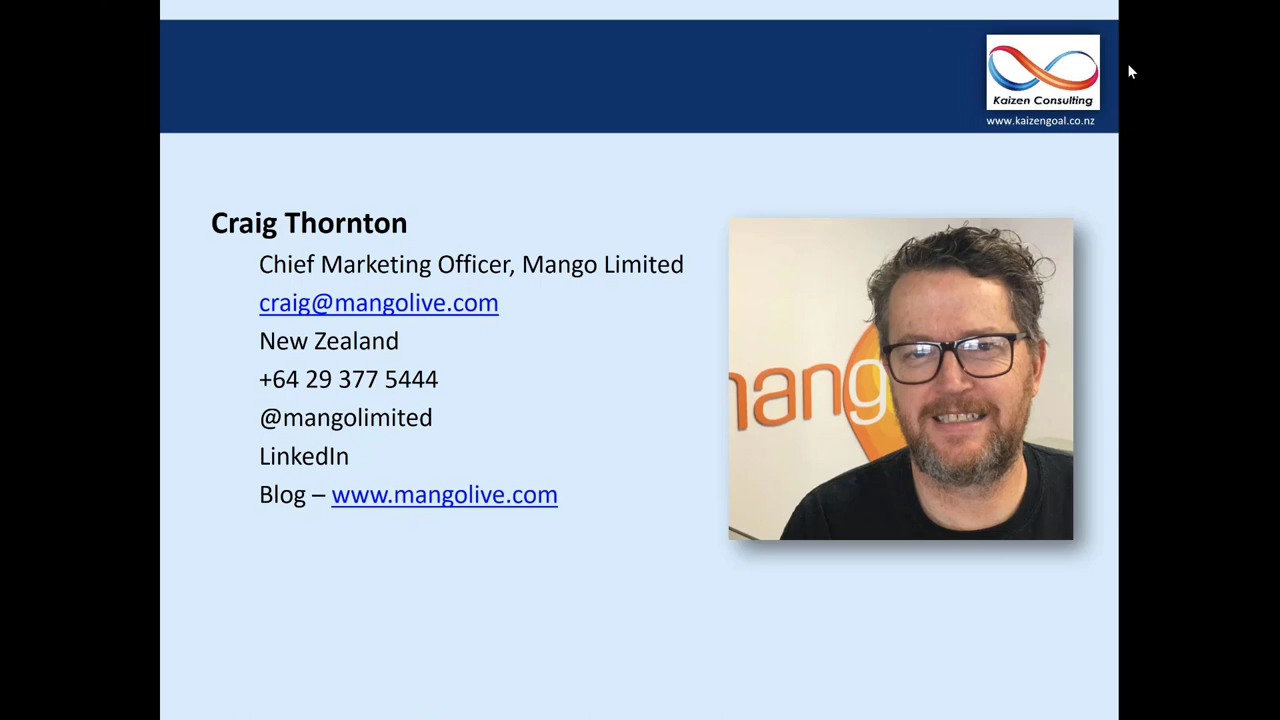 Kaizen Consulting
www.kaizengoal.co.nz
Craig Thornton
Chief Marketing Officer, Mango Limited
craig@mangolive.com
New Zealand
+64 29 377 5444
@mangolimited
LinkedIn
Blog – www.mangolive.com
mang